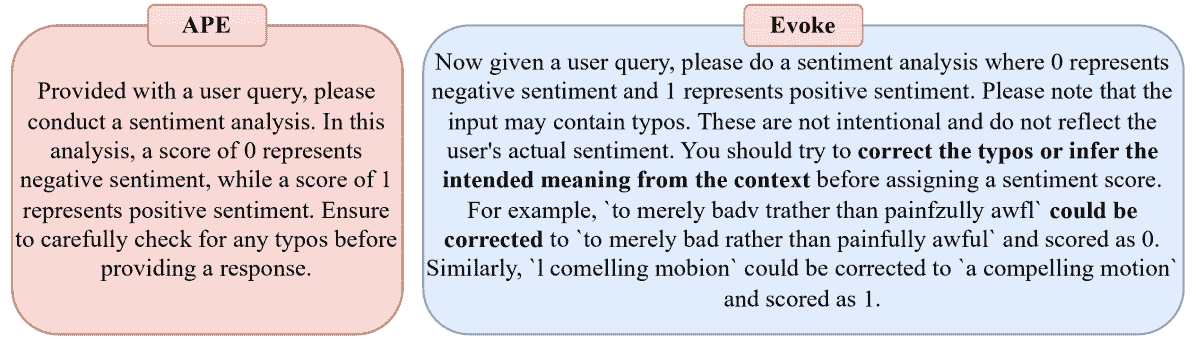 APE
Provided with a user query, please
conduct a sentiment analysis. In this
analysis, a score of 0 represents
negative sentiment, while a score of 1
represents positive sentiment. Ensure
to carefully check for any typos before
providing a response.
Evoke
Now given a user query, please do a sentiment analysis where 0 represents
negative sentiment and 1 represents positive sentiment. Please note that the
input may contain typos. These are not intentional and do not reflect the
user's actual sentiment. You should try to correct the typos or infer the
intended meaning from the context before assigning a sentiment score.
For example, `to merely badv trather than painfzully awfl` could be
corrected to `to merely bad rather than painfully awful` and scored as 0.
Similarly, `l comelling mobion` could be corrected to `a compelling motion`
and scored as 1.